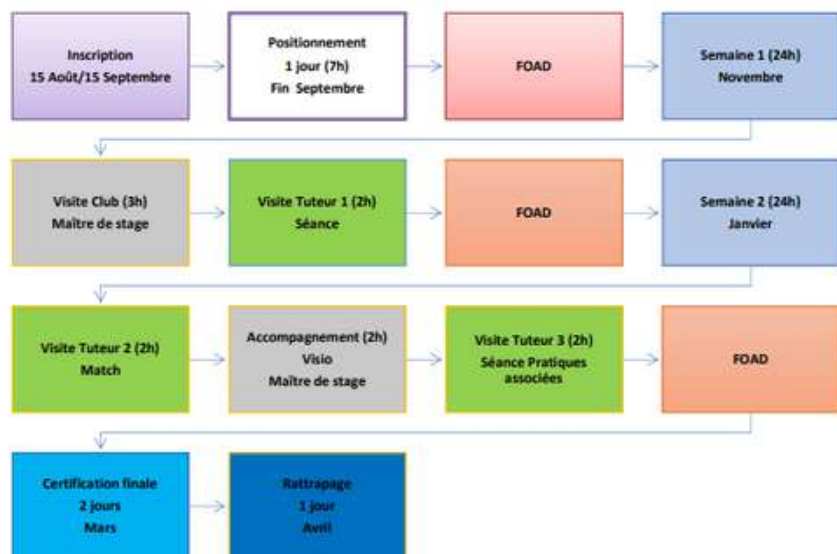 Inscription
15 Août/15 Septembre
Positionnement
1 jour (7h)
Fin Septembre
FOAD
Semaine 1 (24h)
Novembre
Visite Club (3h)
Maître de stage
Visite Tuteur 1 (2h)
Séance
FOAD
Semaine 2 (24h)
Janvier
Visite Tuteur 2 (2h)
Match
Accompagnement (2h)
Visio
Maître de stage
Visite Tuteur 3 (2h)
Séance Pratiques
associées
FOAD
Certification finale
2 jours
Mars
Rattrapage
1 jour
Avril